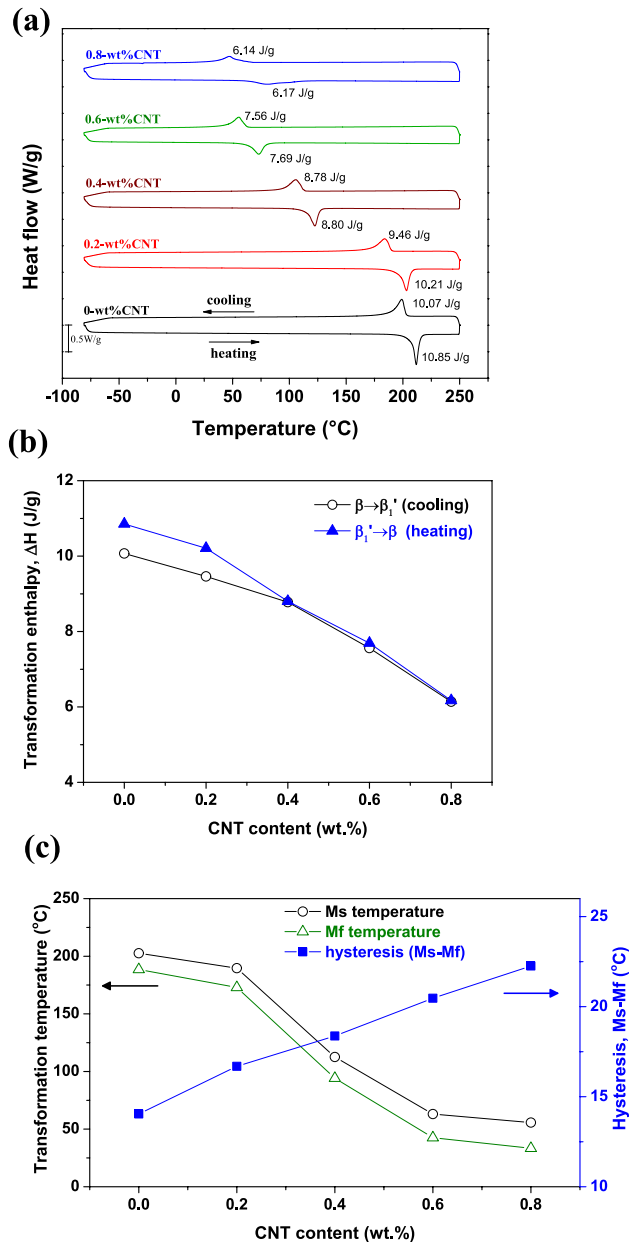 (a)
0.8-wt%CNT
6.14 J/g
6.17 J/g
0.6-wt%CNT
7.56 J/g
7.69 J/g
0.4-wt%CNT
8.78 J/g
8.80 J/g
0.2-wt%CNT
9.46 J/g
10.21 J/g
0-wt%CNT
cooling
10.07 J/g
0.5W/g
heating
10.85 J/g
Heat flow (W/g)
-100 -50 0 50 100 150 200 250
Temperature (°C)
(b)
12
10
8
6
4
β→β₁' (cooling)
β₁'→β (heating)
Transformation enthalpy, ΔH (J/g)
0.0 0.2 0.4 0.6 0.8
CNT content (wt.%)
(c)
250
200
150
100
50
0
Transformation temperature (°C)
Ms temperature
Mf temperature
hysteresis (Ms-Mf)
25
20
15
10
Hysteresis, Ms-Mf (°C)
0.0 0.2 0.4 0.6 0.8
CNT content (wt.%)